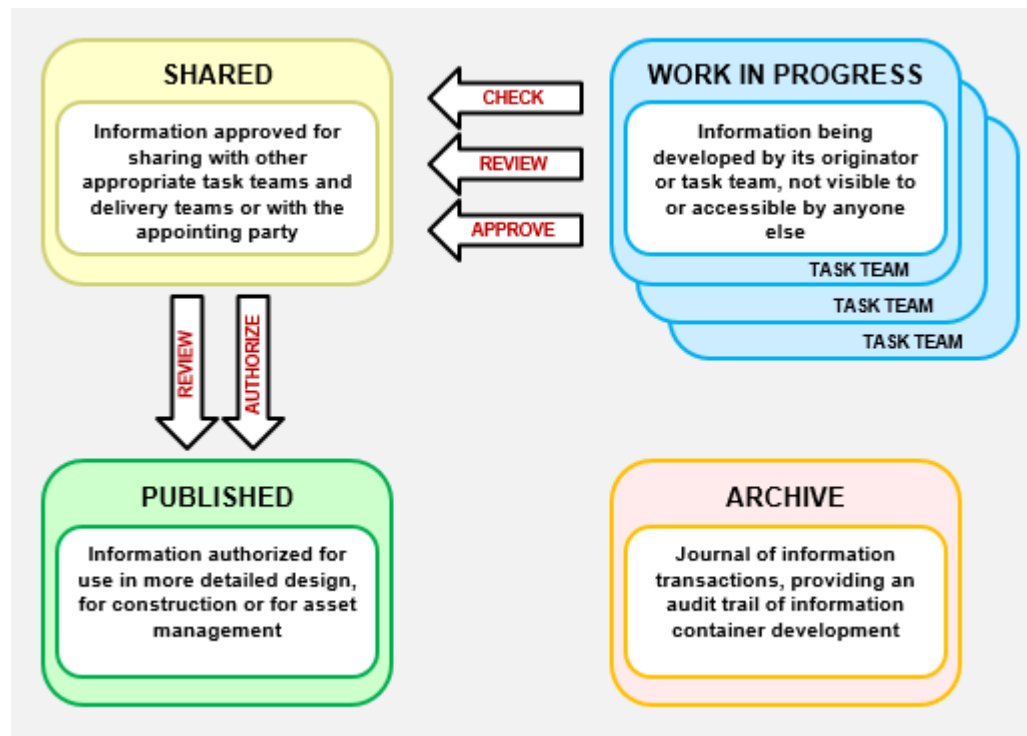 SHARED
Information approved for
sharing with other
appropriate task teams and
delivery teams or with the
appointing party
CHECK
REVIEW
APPROVE
WORK IN PROGRESS
Information being
developed by its originator
or task team, not visible to
or accessible by anyone
else
TASK TEAM
TASK TEAM
TASK TEAM
REVIEW
AUTHORIZE
PUBLISHED
Information authorized for
use in more detailed design,
for construction or for asset
management
ARCHIVE
Journal of information
transactions, providing an
audit trail of information
container development